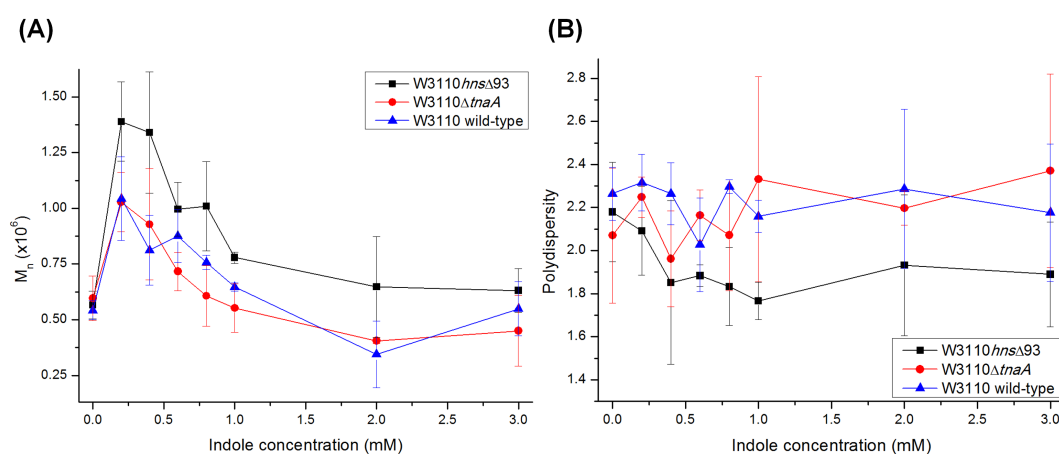 (A)
1.50
1.25
1.00
0.75
0.50
0.25
Mn (x10⁶)
0.0
0.5
1.0
1.5
2.0
2.5
3.0
Indole concentration (mM)
W3110hnsΔ93
W3110ΔtnaA
W3110 wild-type
(B)
2.8
2.6
2.4
2.2
2.0
1.8
1.6
1.4
Polydispersity
0.0
0.5
1.0
1.5
2.0
2.5
3.0
Indole concentration (mM)
W3110hnsΔ93
W3110ΔtnaA
W3110 wild-type